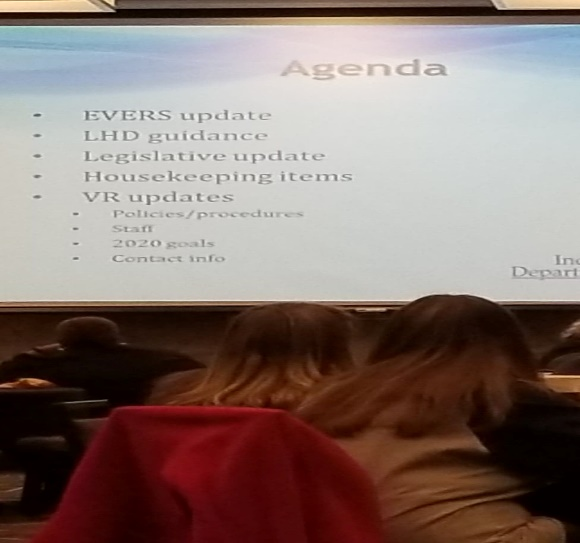 Agenda
• EVERS update
• LHD guidance
• Legislative update
• Housekeeping items
• VR updates
• Policies/procedures
• Staff
• 2020 goals
• Contact info